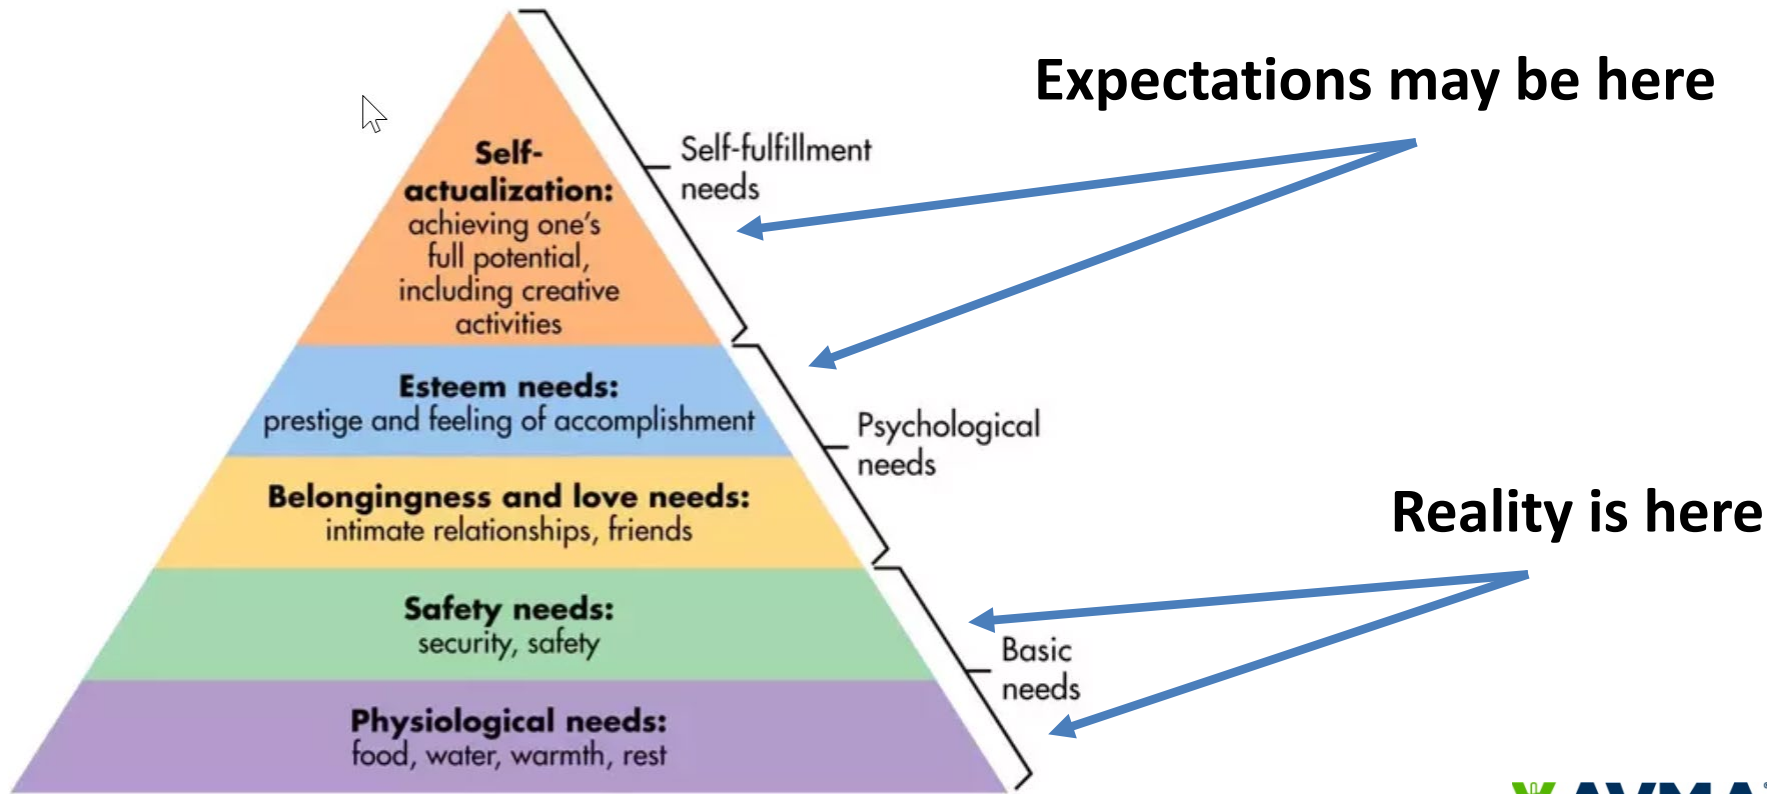 Expectations may be here
Self-
actualization:
achieving one's
full potential,
including creative
activities
Self-fulfillment
needs
Esteem needs:
prestige and feeling of accomplishment
Psychological
needs
Belongingness and love needs:
intimate relationships, friends
Reality is here
Safety needs:
security, safety
Basic
needs
Physiological needs:
food, water, warmth, rest
AVMA